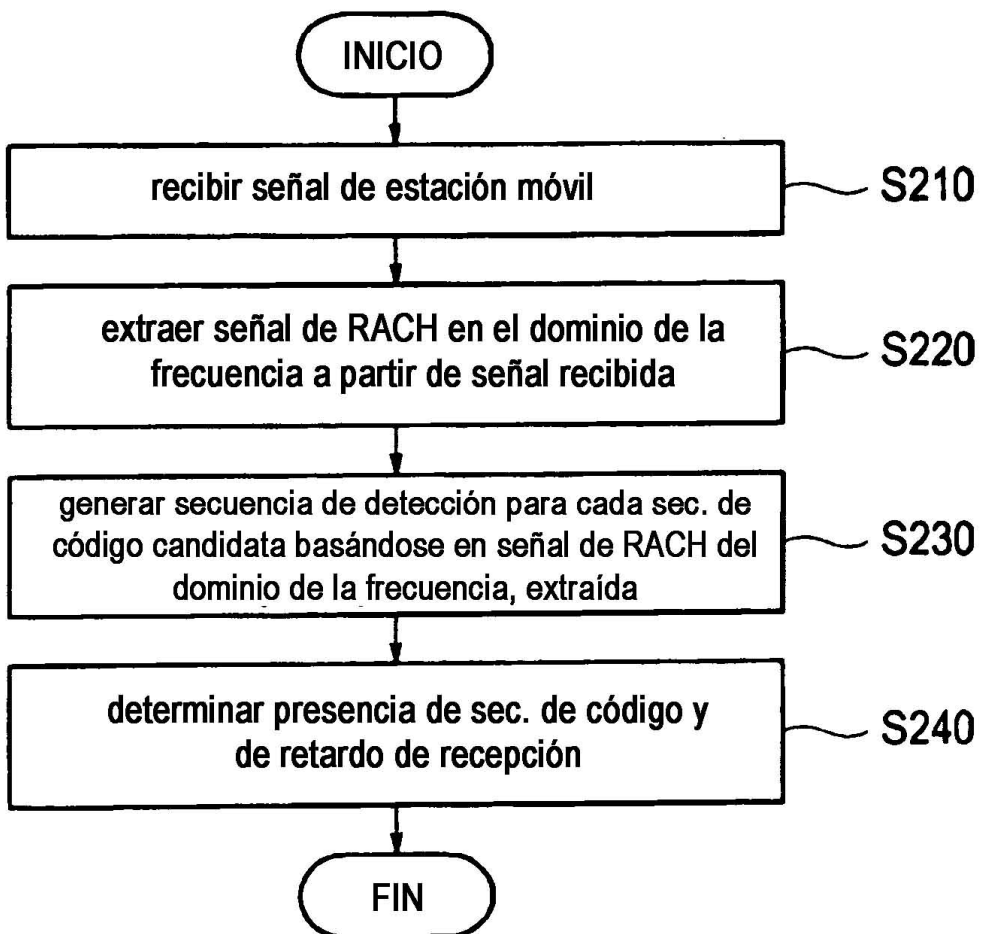 INICIO
recibir señal de estación móvil
S210
extraer señal de RACH en el dominio de la
frecuencia a partir de señal recibida
S220
generar secuencia de detección para cada sec. de
código candidata basándose en señal de RACH del
dominio de la frecuencia, extraída
S230
determinar presencia de sec. de código y
de retardo de recepción
S240
FIN